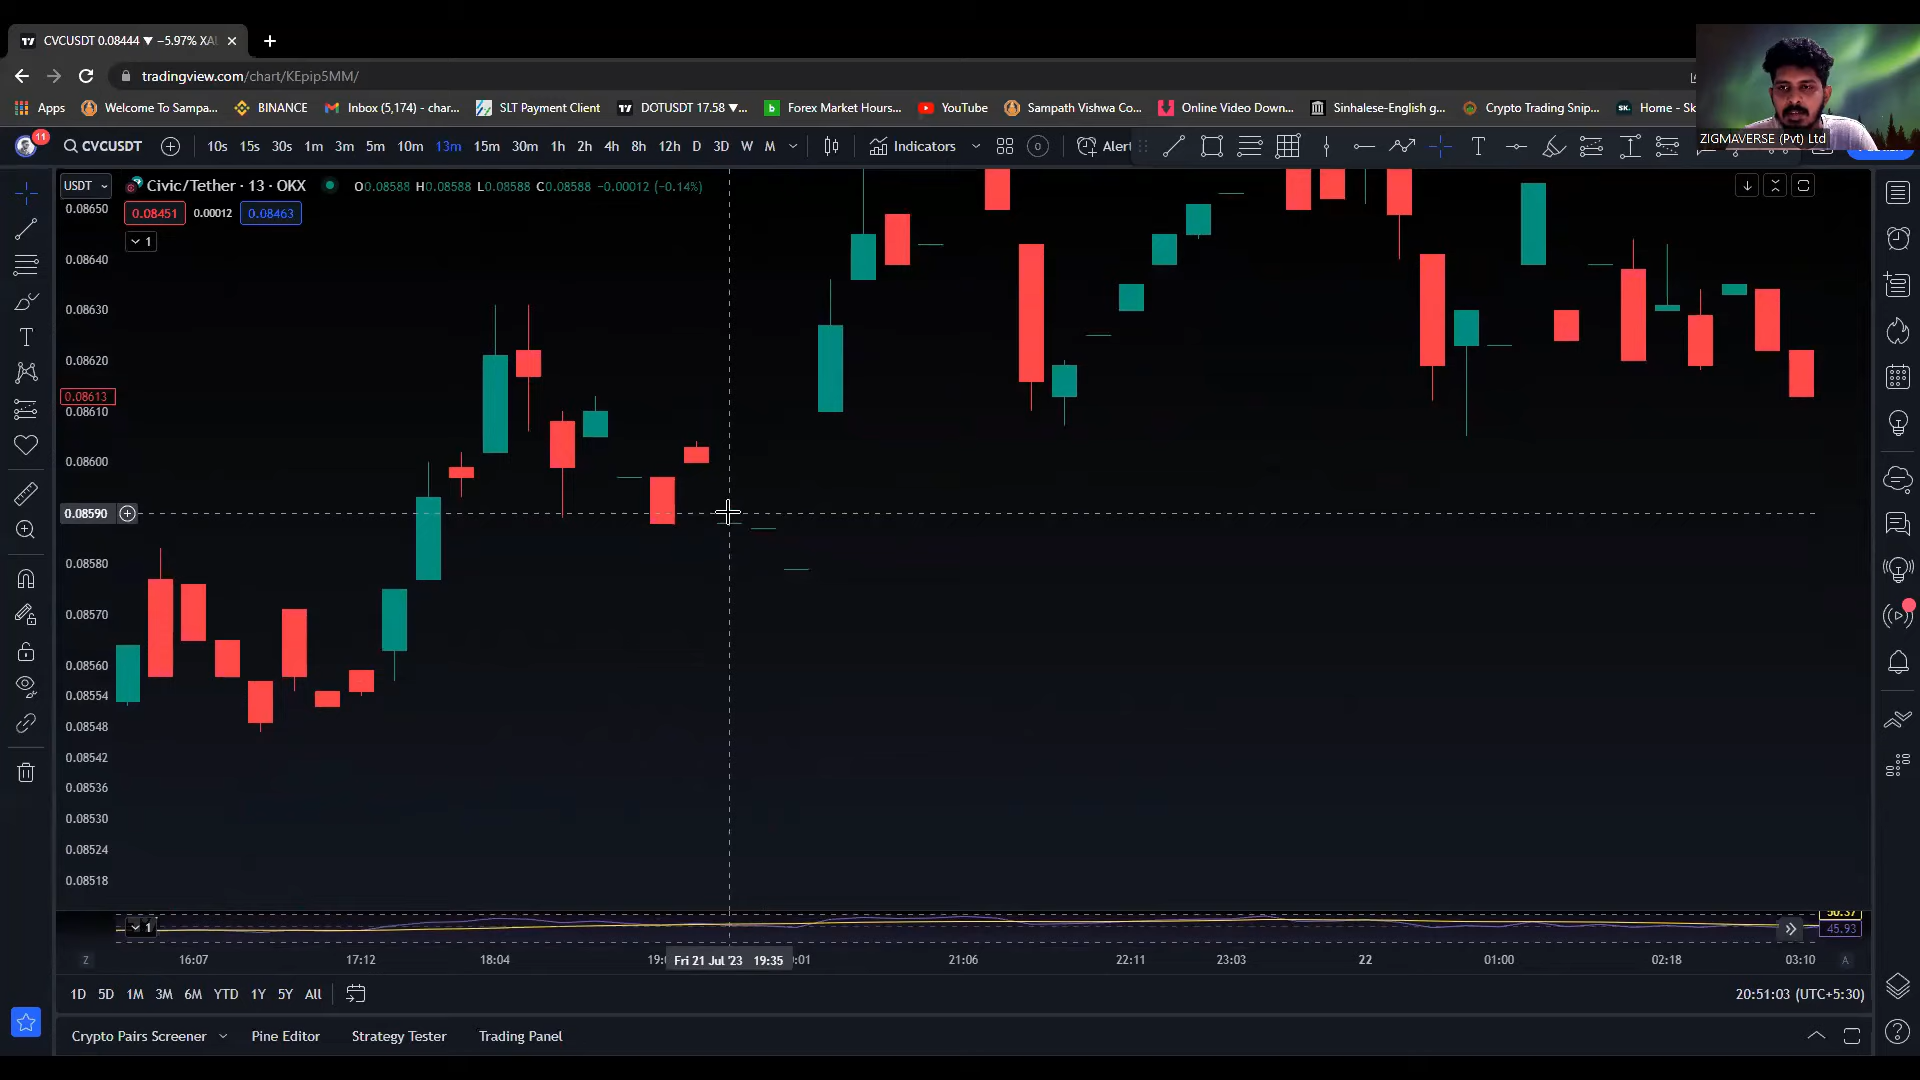 CVCUSDT 0.08444 ▼ −5.97% XAU
tradingview.com/chart/KEpip5MM/
Apps Welcome To Sampa... BINANCE Inbox (5,174) - char... SLT Payment Client DOTUSDT 17.58 ▼... Forex Market Hours... YouTube Sampath Vishwa Co... Online Video Down... Sinhalese-English g... Crypto Trading Snip... Home - Sk
ZIGMAVERSE (Pvt) Ltd
11
CVCUSDT 10s 15s 30s 1m 3m 5m 10m 13m 15m 30m 1h 2h 4h 8h 12h D 3D W M Indicators Alert
USDT Civic/Tether · 13 · OKX O0.08588 H0.08588 L0.08588 C0.08588 −0.00012 (−0.14%)
0.08451 0.00012 0.08463
1
0.08650
0.08640
0.08630
0.08620
0.08613
0.08610
0.08600
0.08590
0.08580
0.08570
0.08560
0.08554
0.08548
0.08542
0.08536
0.08530
0.08524
0.08518
1
50.37
45.93
Z 16:07 17:12 18:04 19:0 Fri 21 Jul '23 19:35 :01 21:06 22:11 23:03 22 01:00 02:18 03:10 A
1D 5D 1M 3M 6M YTD 1Y 5Y All 20:51:03 (UTC+5:30)
Crypto Pairs Screener Pine Editor Strategy Tester Trading Panel